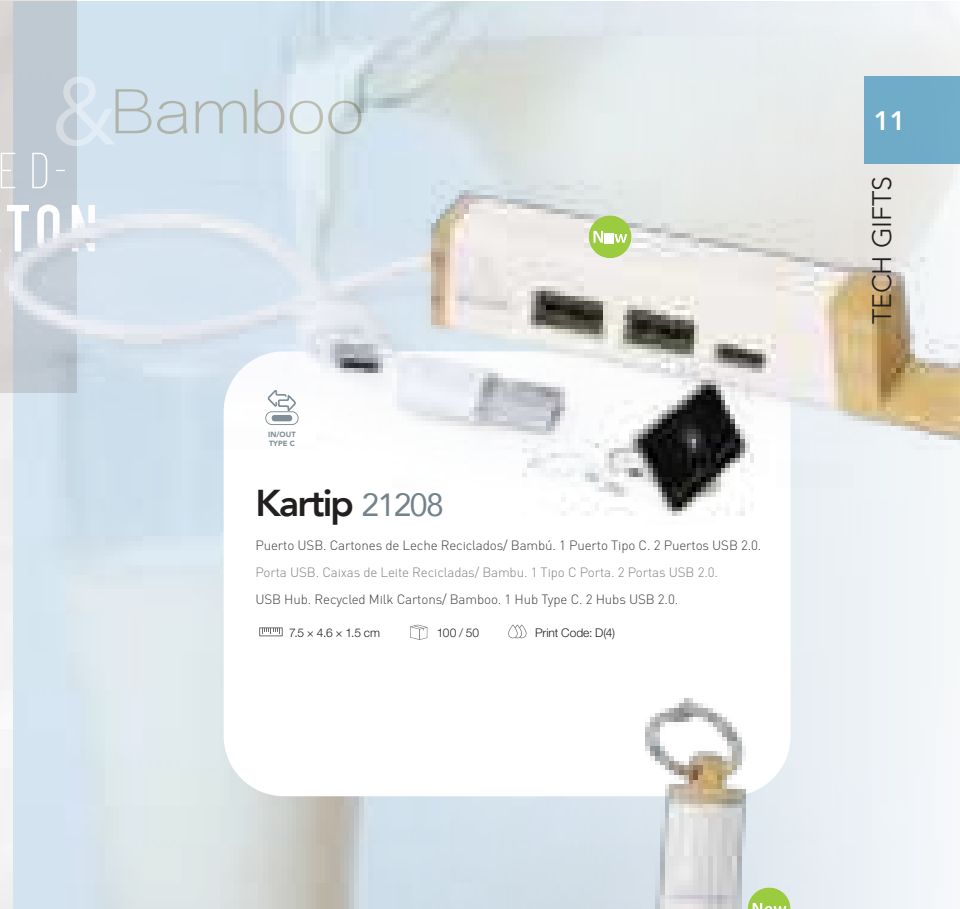 &Bamboo
11
TECH GIFTS
New
IN/OUT
TYPE C
Kartip 21208
Puerto USB. Cartones de Leche Reciclados/ Bambú. 1 Puerto Tipo C. 2 Puertos USB 2.0.
Porta USB. Caixas de Leite Recicladas/ Bambu. 1 Tipo C Porta. 2 Portas USB 2.0.
USB Hub. Recycled Milk Cartons/ Bamboo. 1 Hub Type C. 2 Hubs USB 2.0.
7.5 × 4.6 × 1.5 cm 100 / 50 Print Code: D(4)
New